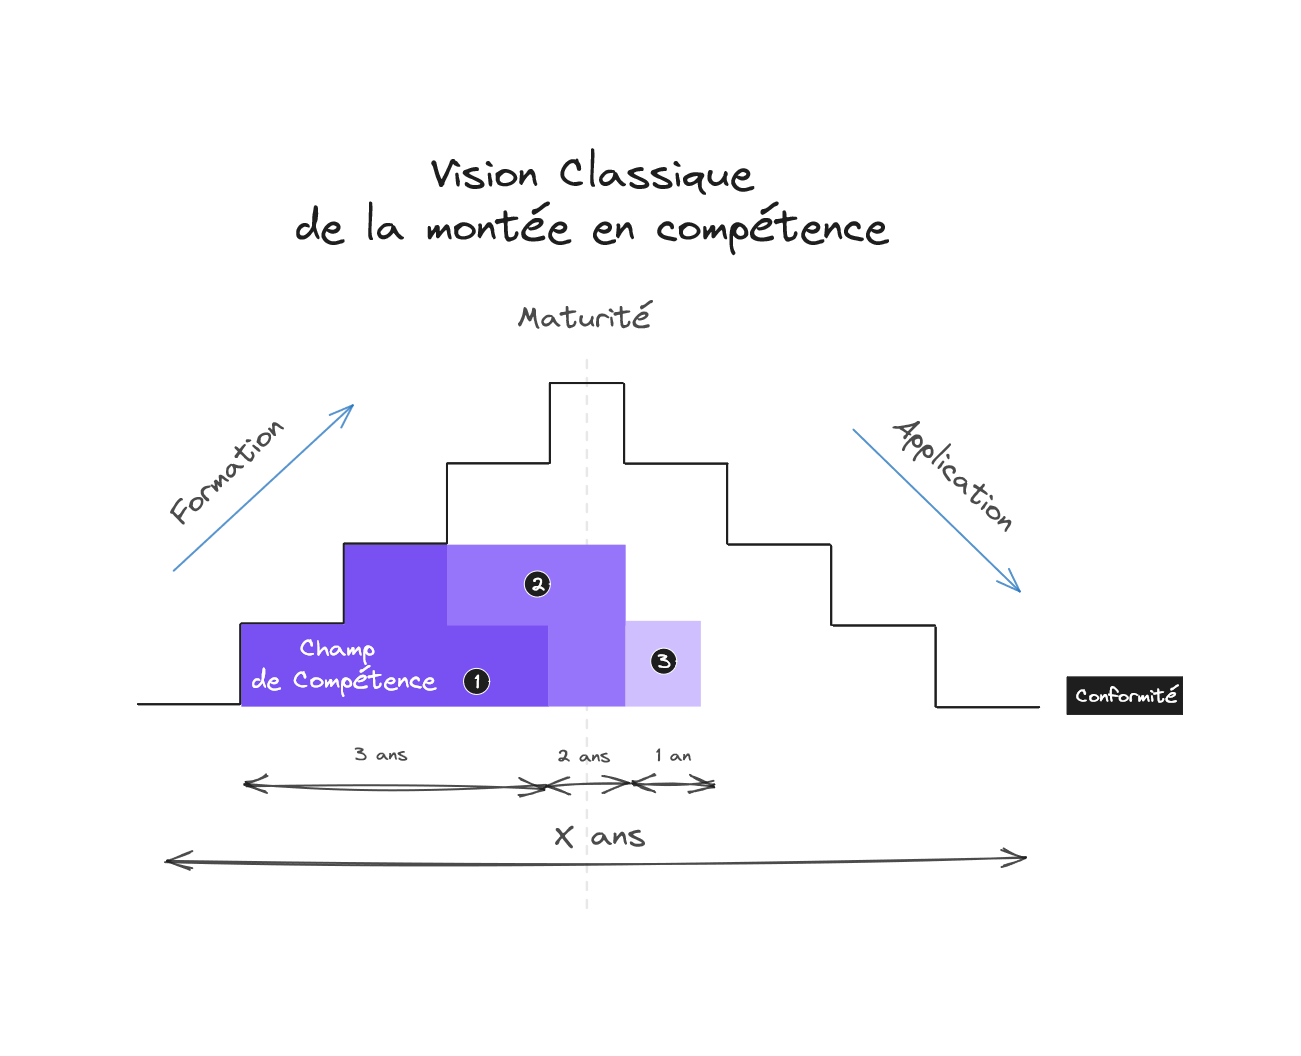 Vision Classique
de la montée en compétence
Maturité
Formation
Application
2
Champ
de Compétence
1
3
Conformité
3 ans
2 ans
1 an
X ans